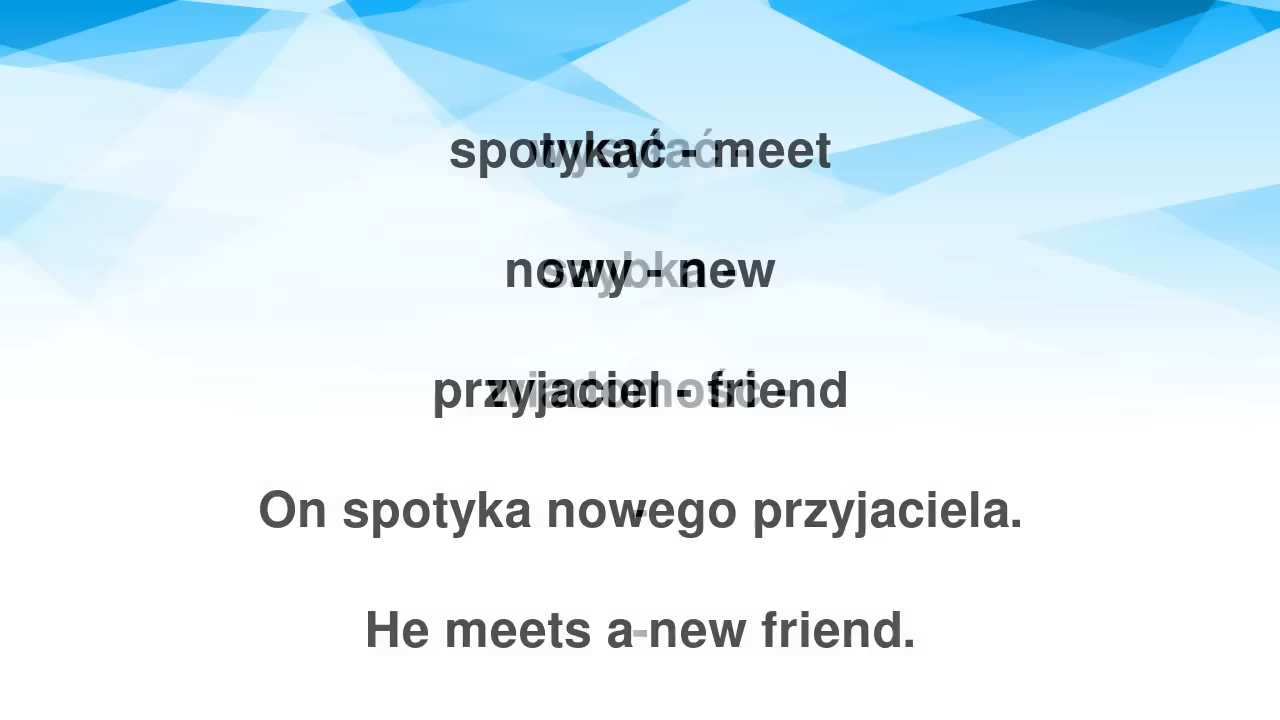 spotykać - meet
nowy - new
przyjaciel - friend
On spotyka nowego przyjaciela.
He meets a new friend.